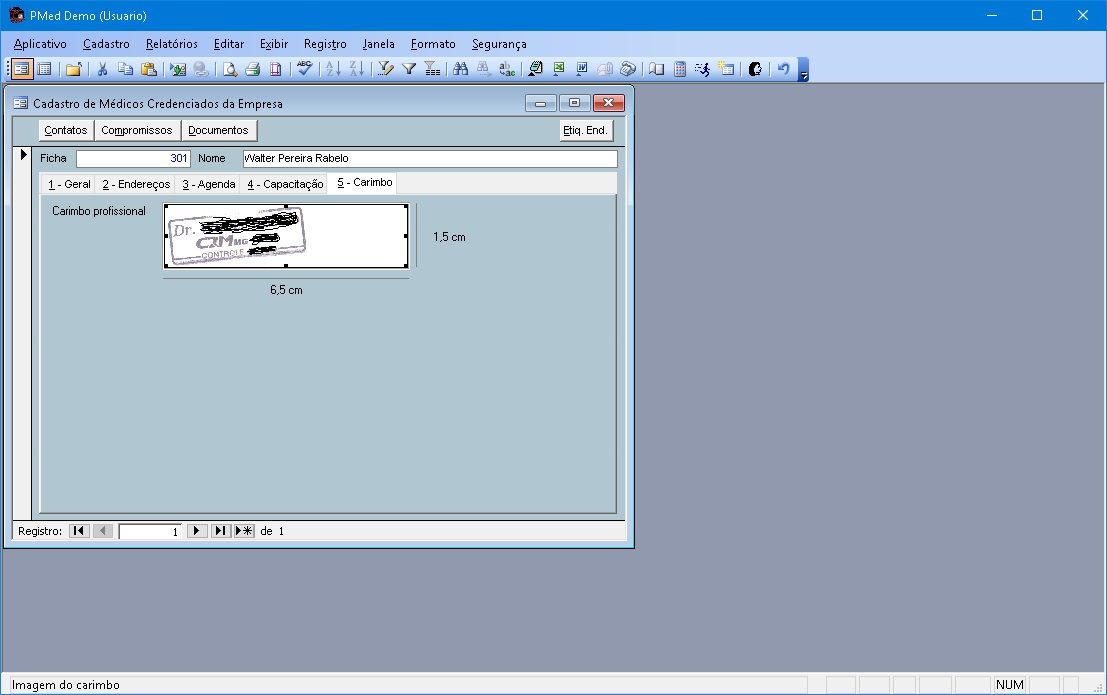 PMed Demo (Usuario)
Aplicativo Cadastro Relatórios Editar Exibir Registro Janela Formato Segurança
Cadastro de Médicos Credenciados da Empresa
Contatos Compromissos Documentos Etiq. End.
Ficha 301 Nome Walter Pereira Rabelo
1 - Geral 2 - Endereços 3 - Agenda 4 - Capacitação 5 - Carimbo
Carimbo profissional
Dr.
CRM MG
CONTROLE
1,5 cm
6,5 cm
Registro: 1 de 1
Imagem do carimbo NUM